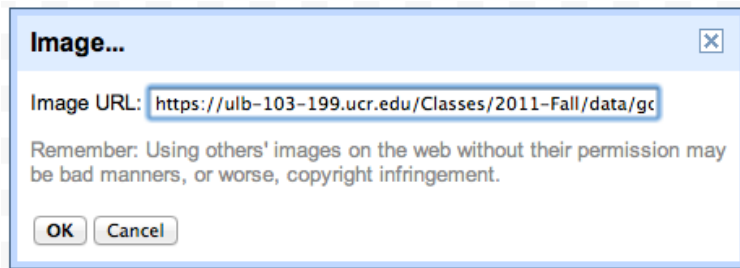 Image...
Image URL: https://ulb-103-199.ucr.edu/Classes/2011-Fall/data/gc
Remember: Using others' images on the web without their permission may
be bad manners, or worse, copyright infringement.
OK Cancel